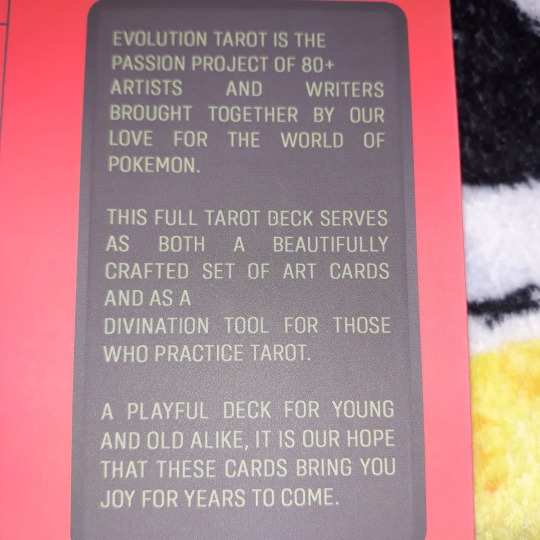 EVOLUTION TAROT IS THE
PASSION PROJECT OF 80+
ARTISTS AND WRITERS
BROUGHT TOGETHER BY OUR
LOVE FOR THE WORLD OF
POKEMON.
THIS FULL TAROT DECK SERVES
AS BOTH A BEAUTIFULLY
CRAFTED SET OF ART CARDS
AND AS A
DIVINATION TOOL FOR THOSE
WHO PRACTICE TAROT.
A PLAYFUL DECK FOR YOUNG
AND OLD ALIKE, IT IS OUR HOPE
THAT THESE CARDS BRING YOU
JOY FOR YEARS TO COME.